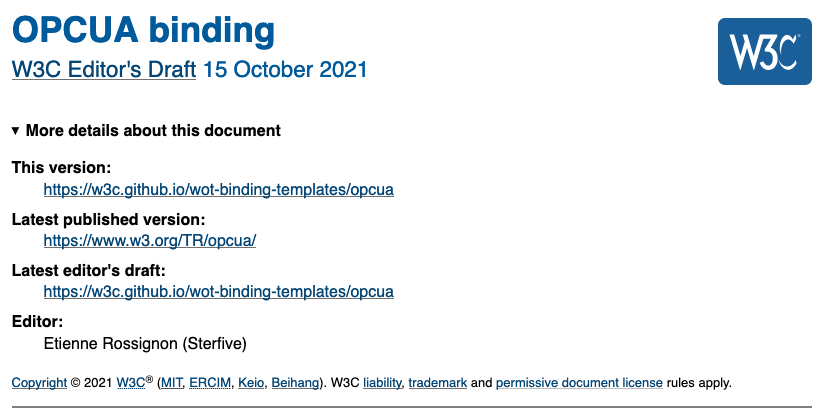 OPCUA binding
W3C Editor's Draft 15 October 2021
W3C®
▼ More details about this document
This version:
https://w3c.github.io/wot-binding-templates/opcua
Latest published version:
https://www.w3.org/TR/opcua/
Latest editor's draft:
https://w3c.github.io/wot-binding-templates/opcua
Editor:
Etienne Rossignon (Sterfive)
Copyright © 2021 W3C® (MIT, ERCIM, Keio, Beihang). W3C liability, trademark and permissive document license rules apply.